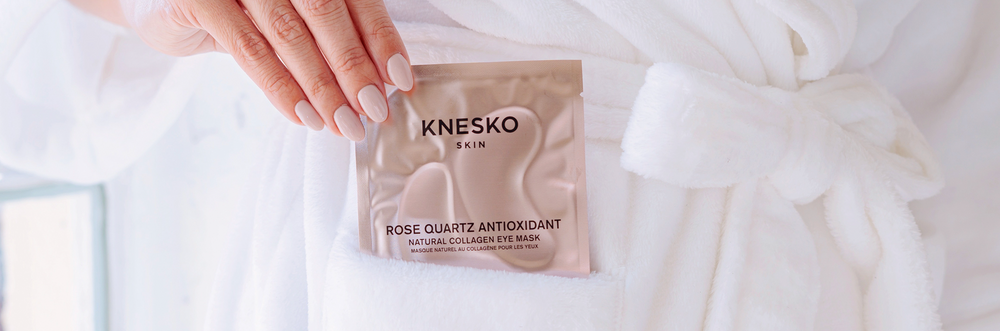 KNESKO
SKIN
ROSE QUARTZ ANTIOXIDANT
NATURAL COLLAGEN EYE MASK
MASQUE NATUREL AU COLLAGÈNE POUR LES YEUX